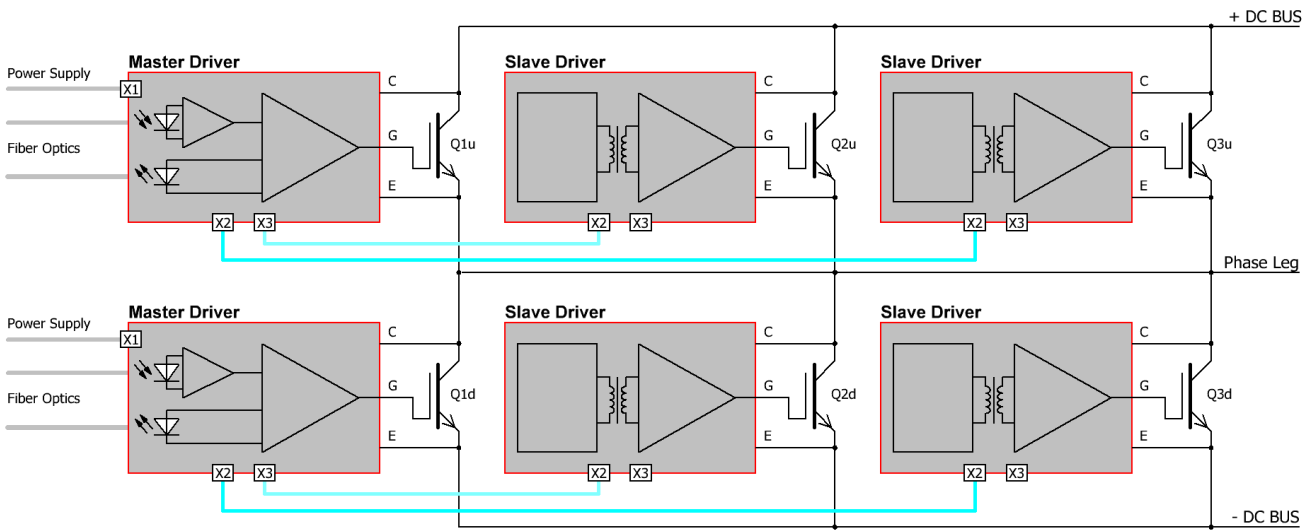 + DC BUS
Master Driver
Slave Driver
Slave Driver
Power Supply
X1
C
C
C
Fiber Optics
G
Q1u
G
Q2u
G
Q3u
E
E
E
X2
X3
X2
X3
X2
X3
Phase Leg
Master Driver
Slave Driver
Slave Driver
Power Supply
X1
C
C
C
Fiber Optics
G
Q1d
G
Q2d
G
Q3d
E
E
E
X2
X3
X2
X3
X2
X3
- DC BUS